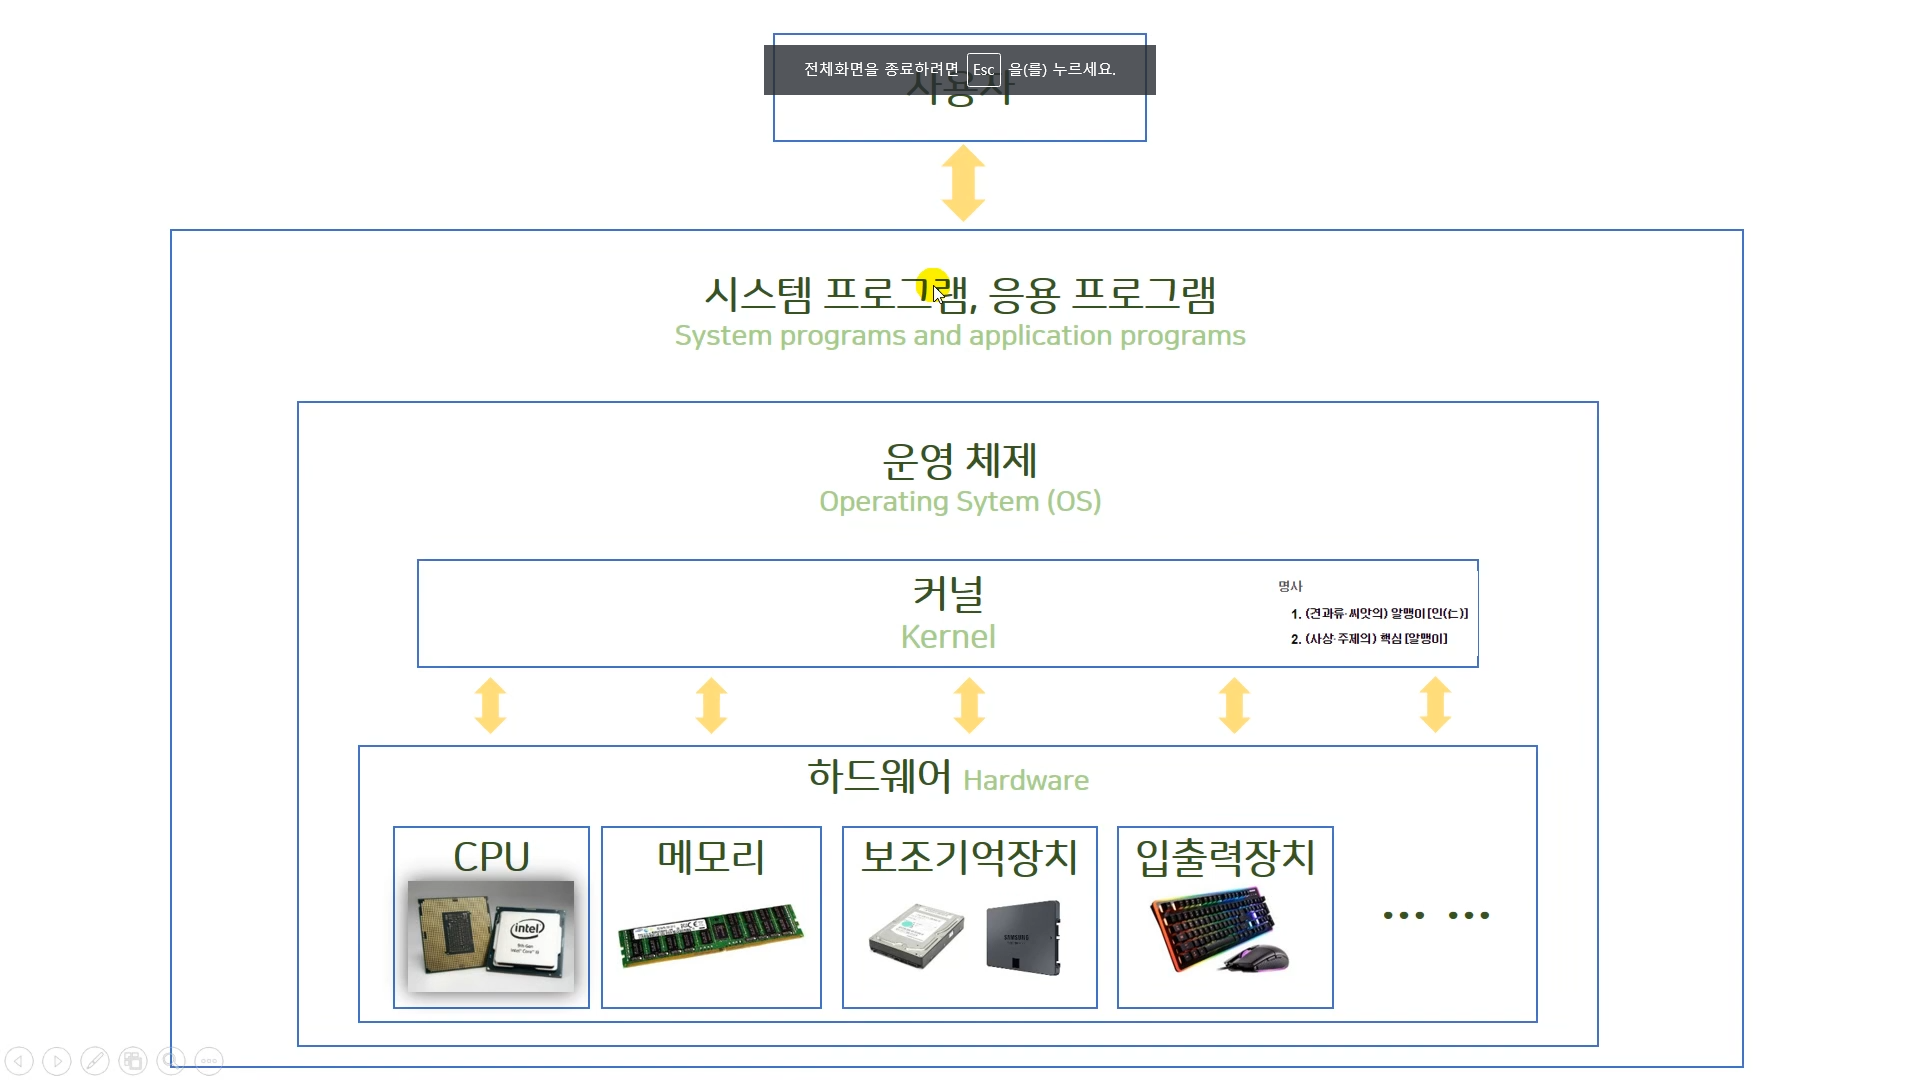 전체화면을 종료하려면 Esc 을(를) 누르세요.
사용자
시스템 프로그램, 응용 프로그램
System programs and application programs
운영 체제
Operating Sytem (OS)
커널
Kernel
명사
1. (견과류·씨앗의) 알맹이 [인(仁)]
2. (사상·주제의) 핵심 [알맹이]
하드웨어 Hardware
CPU
메모리
보조기억장치
입출력장치
... ...
intel
SAMSUNG